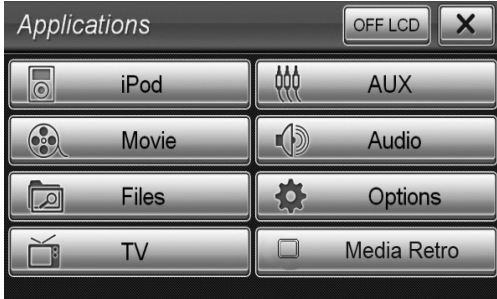 Applications OFF LCD X
iPod AUX
Movie Audio
Files Options
TV Media Retro